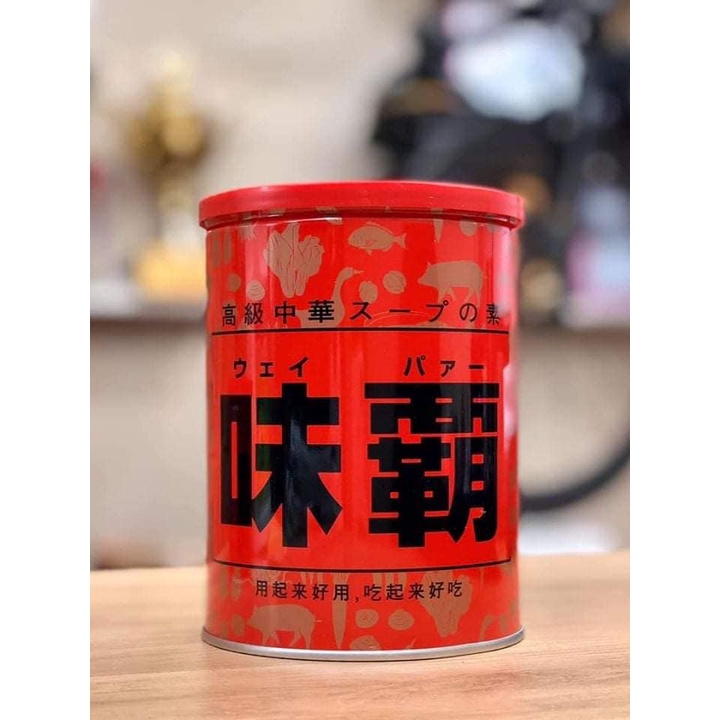 高級中華スープの素
ウェイ パァー
味覇
用起来好用,吃起来好吃